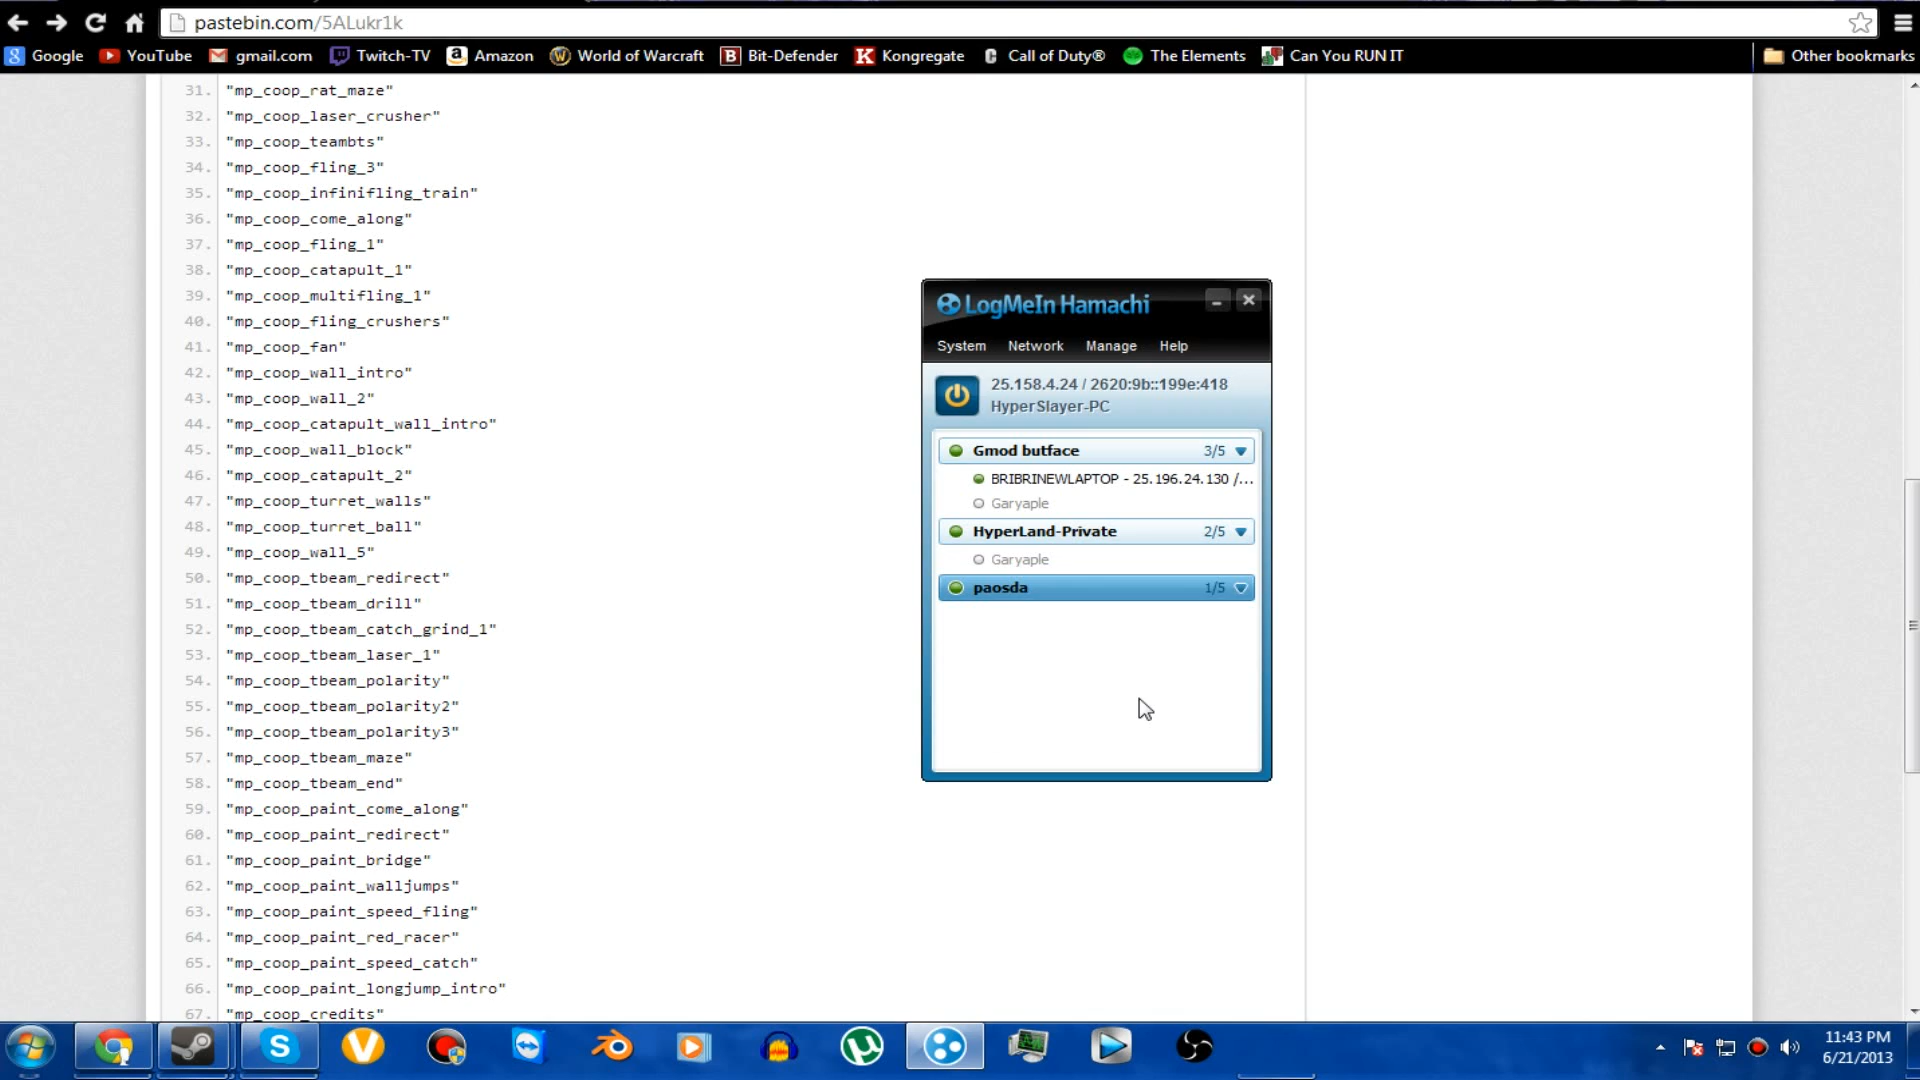 pastebin.com/5ALukr1k
Google YouTube gmail.com Twitch-TV Amazon World of Warcraft Bit-Defender Kongregate Call of Duty® The Elements Can You RUN IT Other bookmarks
31. "mp_coop_rat_maze"
32. "mp_coop_laser_crusher"
33. "mp_coop_teambts"
34. "mp_coop_fling_3"
35. "mp_coop_infinifling_train"
36. "mp_coop_come_along"
37. "mp_coop_fling_1"
38. "mp_coop_catapult_1"
39. "mp_coop_multifling_1"
40. "mp_coop_fling_crushers"
41. "mp_coop_fan"
42. "mp_coop_wall_intro"
43. "mp_coop_wall_2"
44. "mp_coop_catapult_wall_intro"
45. "mp_coop_wall_block"
46. "mp_coop_catapult_2"
47. "mp_coop_turret_walls"
48. "mp_coop_turret_ball"
49. "mp_coop_wall_5"
50. "mp_coop_tbeam_redirect"
51. "mp_coop_tbeam_drill"
52. "mp_coop_tbeam_catch_grind_1"
53. "mp_coop_tbeam_laser_1"
54. "mp_coop_tbeam_polarity"
55. "mp_coop_tbeam_polarity2"
56. "mp_coop_tbeam_polarity3"
57. "mp_coop_tbeam_maze"
58. "mp_coop_tbeam_end"
59. "mp_coop_paint_come_along"
60. "mp_coop_paint_redirect"
61. "mp_coop_paint_bridge"
62. "mp_coop_paint_walljumps"
63. "mp_coop_paint_speed_fling"
64. "mp_coop_paint_red_racer"
65. "mp_coop_paint_speed_catch"
66. "mp_coop_paint_longjump_intro"
67. "mp_coop_credits"
LogMeIn Hamachi
System Network Manage Help
25.158.4.24 / 2620:9b::199e:418
HyperSlayer-PC
Gmod butface 3/5
BRIBRINEWLAPTOP - 25.196.24.130 /...
Garyaple
HyperLand-Private 2/5
Garyaple
paosda 1/5
11:43 PM
6/21/2013